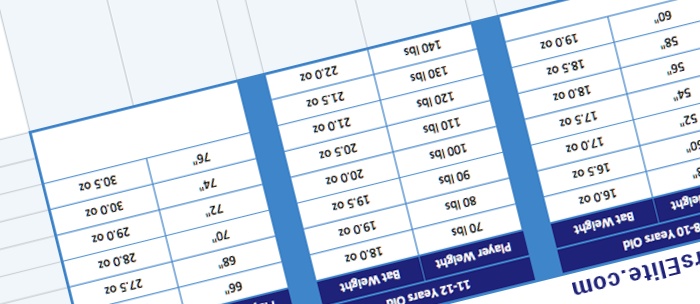 rsElite.com
8-10 Years Old
Bat Weight
8" 16.0 oz
0" 16.5 oz
52" 17.0 oz
54" 17.5 oz
56" 18.0 oz
58" 18.5 oz
60" 19.0 oz
11-12 Years Old
Player Weight Bat Weight
70 lbs 18.0 oz
80 lbs 19.0 oz
90 lbs 19.5 oz
100 lbs 20.0 oz
110 lbs 20.5 oz
120 lbs 21.0 oz
130 lbs 21.5 oz
140 lbs 22.0 oz
66"
68" 27.5 oz
70" 28.0 oz
72" 29.0 oz
74" 30.0 oz
76" 30.5 oz